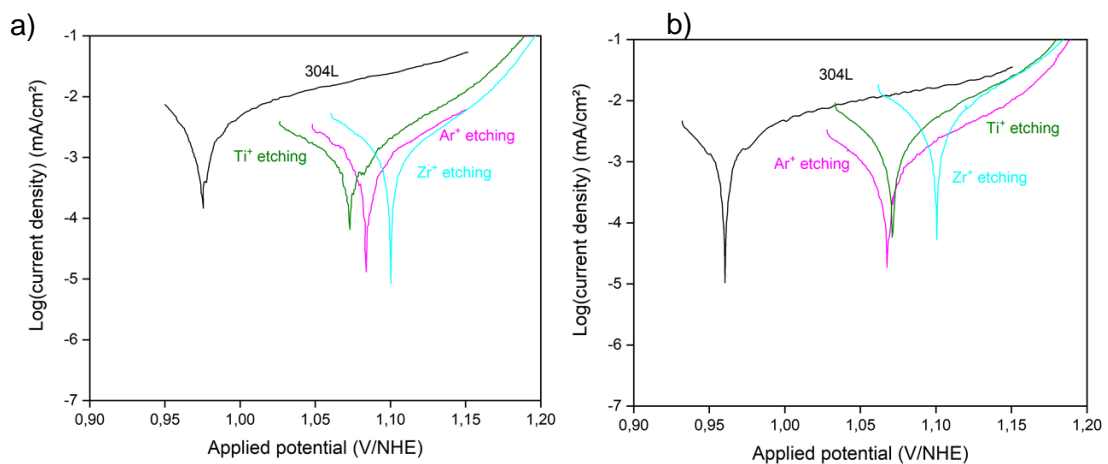 a)
-1
-2
-3
-4
-5
-6
-7
Log(current density) (mA/cm²)
304L
Ti⁺ etching
Ar⁺ etching
Zr⁺ etching
0,90
0,95
1,00
1,05
1,10
1,15
1,20
Applied potential (V/NHE)
b)
-1
-2
-3
-4
-5
-6
-7
Log(current density) (mA/cm²)
304L
Ti⁺ etching
Ar⁺ etching
Zr⁺ etching
0,90
0,95
1,00
1,05
1,10
1,15
1,20
Applied potential (V/NHE)